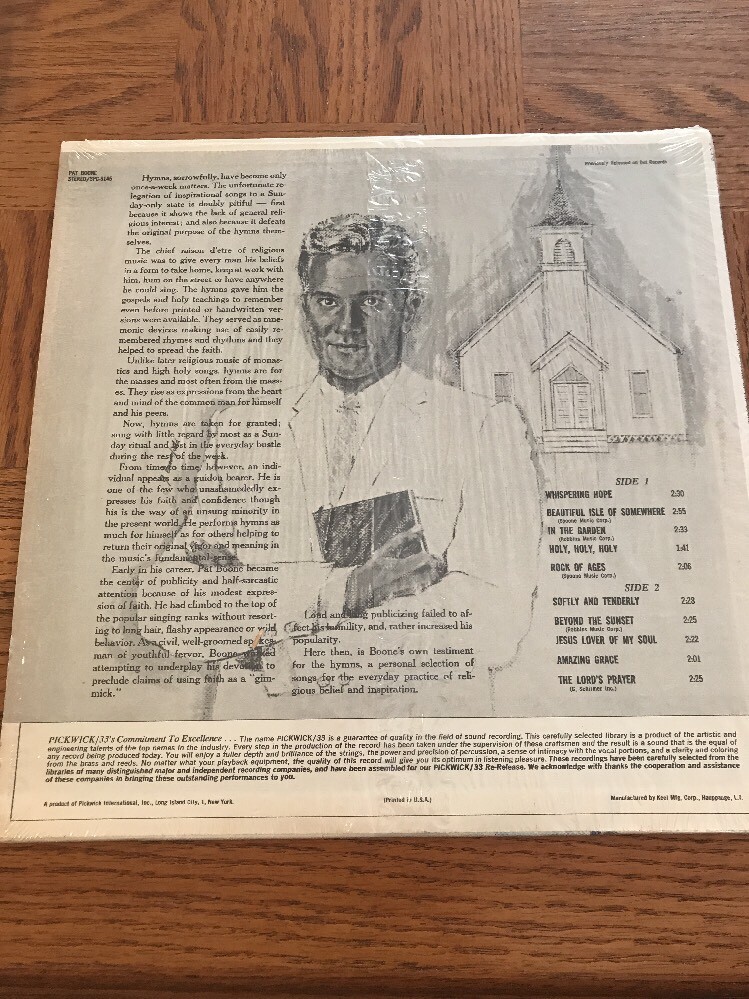 PAT BOONE
STEREO/SPC-3145
Previously Released on Dot Records
Hymns, sorrowfully, have become only
once-a-week matters. The unfortunate re-
legation of inspirational songs to a Sun-
day-only state is doubly pitiful — first
because it shows the lack of general reli-
gious interest; and also because it defeats
the original purpose of the hymns them-
selves.
The chief raison d'etre of religious
music was to give every man his beliefs
in a form to take home, keep at work with
him, hum on the street or have anywhere
he could sing. The hymns gave him the
gospels and holy teachings to remember
even before printed or handwritten ver-
sions were available. They served as mne-
monic devices making use of easily re-
membered rhymes and rhythms and they
helped to spread the faith.
Unlike later religious music of monas-
tics and high holy songs, hymns are for
the masses and most often from the mass-
es. They rise as expressions from the heart
and mind of the common man for himself
and his peers.
Now, hymns are taken for granted;
sung with little regard by most as a Sun-
day ritual and lost in the everyday bustle
during the rest of the week.
From time to time, however, an indi-
vidual appears as a guidon bearer. He is
one of the few who unashamededly ex-
presses his faith and confidence though
his is the way of an unsung minority in
the present world. He performs hymns as
much for himself as for others helping to
return their original vigor and meaning in
the music's fundamental sense.
Early in his career, Pat Boone became
the center of publicity and half-sarcastic
attention because of his modest expres-
sion of faith. He had climbed to the top of
the popular singing ranks without resort-
ing to long hair, flashy appearance or wild
behavior. As a civil, well-groomed spokes-
man of youthful fervor, Boone
attempting to underplay his devotion to
preclude claims of using faith as a "gim-
mick."
Loud and long publicizing failed to af-
fect his humility, and, rather increased his
popularity.
Here then, is Boone's own testiment
for the hymns, a personal selection of
songs for the everyday practice of reli-
gious belief and inspiration.
SIDE 1
WHISPERING HOPE 2:30
BEAUTIFUL ISLE OF SOMEWHERE 2:55
(Spoone Music Corp.)
IN THE GARDEN 2:33
(Robbins Music Corp.)
HOLY, HOLY, HOLY 1:41
ROCK OF AGES 2:06
(Spoone Music Corp.)
SIDE 2
SOFTLY AND TENDERLY 2:23
BEYOND THE SUNSET 2:25
(Robbins Music Corp.)
JESUS LOVER OF MY SOUL 2:22
AMAZING GRACE 2:01
THE LORD'S PRAYER 2:25
(G. Schirmer Inc.)
PICKWICK/33's Commitment To Excellence . . . The name PICKWICK/33 is a guarantee of quality in the field of sound recording. This carefully selected library is a product of the artistic and
engineering talents of the top names in the industry. Every step in the production of the record has been taken under the supervision of these craftsmen and the result is a sound that is the equal of
any record being produced today. You will enjoy a fuller depth and brilliance of the strings, the power and precision of percussion, a sense of intimacy with the vocal portions, and a clarity and coloring
from the brass and reeds. No matter what your playback equipment, the quality of this record will give you its optimum in listening pleasure. These recordings have been carefully selected from the
libraries of many distinguished major and independent recording companies, and have been assembled for our PICKWICK/33 Re-Release. We acknowledge with thanks the cooperation and assistance
of these companies in bringing these outstanding performances to you.
A product of Pickwick International, Inc., Long Island City, 1, New York.
(Printed in U.S.A.)
Manufactured by Keel Mfg. Corp., Hauppauge, L.I.